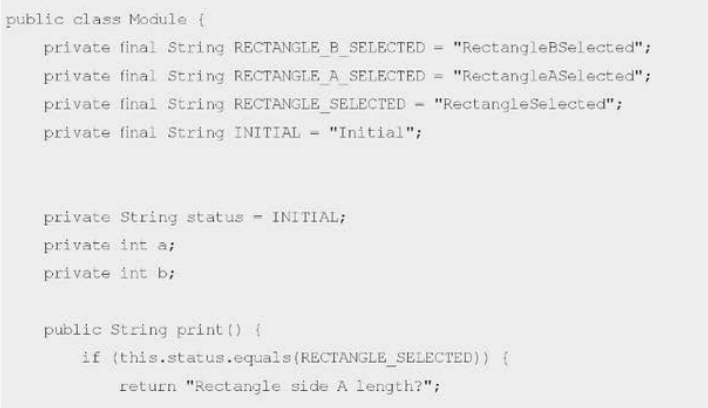 public class Module {
private final String RECTANGLE_B_SELECTED = "RectangleBSelected";
private final String RECTANGLE_A_SELECTED = "RectangleASelected";
private final String RECTANGLE_SELECTED = "RectangleSelected";
private final String INITIAL = "Initial";
private String status = INITIAL;
private int a;
private int b;
public String print() {
if (this.status.equals(RECTANGLE_SELECTED)) {
return "Rectangle side A length?";